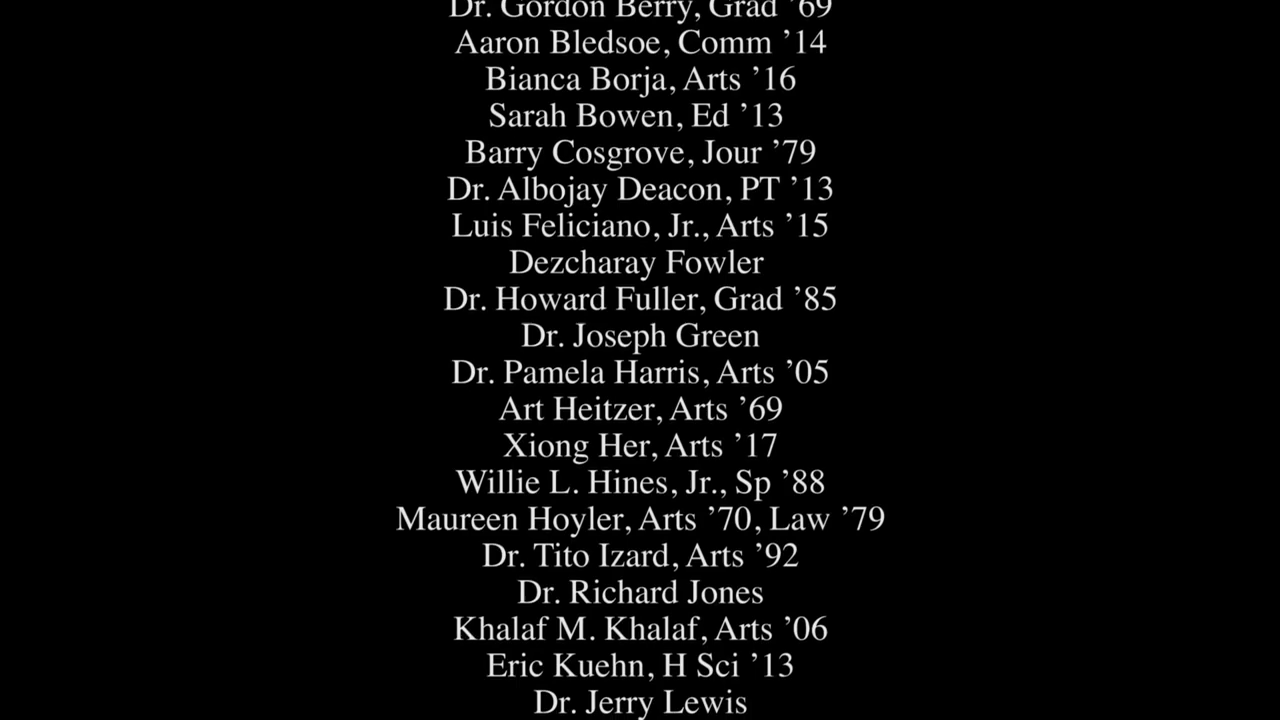 Dr. Gordon Berry, Grad ’69
Aaron Bledsoe, Comm ’14
Bianca Borja, Arts ’16
Sarah Bowen, Ed ’13
Barry Cosgrove, Jour ’79
Dr. Albojay Deacon, PT ’13
Luis Feliciano, Jr., Arts ’15
Dezcharay Fowler
Dr. Howard Fuller, Grad ’85
Dr. Joseph Green
Dr. Pamela Harris, Arts ’05
Art Heitzer, Arts ’69
Xiong Her, Arts ’17
Willie L. Hines, Jr., Sp ’88
Maureen Hoyler, Arts ’70, Law ’79
Dr. Tito Izard, Arts ’92
Dr. Richard Jones
Khalaf M. Khalaf, Arts ’06
Eric Kuehn, H Sci ’13
Dr. Jerry Lewis